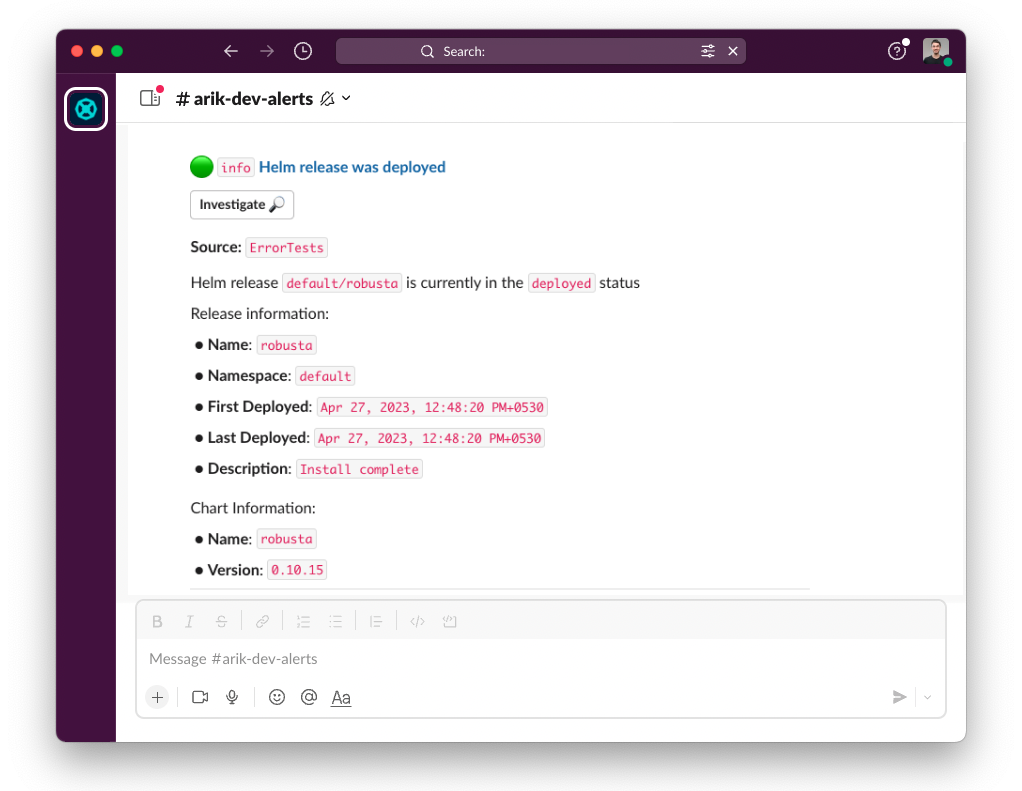 Search:
# arik-dev-alerts
info Helm release was deployed
Investigate
Source: ErrorTests
Helm release default/robusta is currently in the deployed status
Release information:
● Name: robusta
● Namespace: default
● First Deployed: Apr 27, 2023, 12:48:20 PM+0530
● Last Deployed: Apr 27, 2023, 12:48:20 PM+0530
● Description: Install complete
Chart Information:
● Name: robusta
● Version: 0.10.15
B I S
Message #arik-dev-alerts
Aa